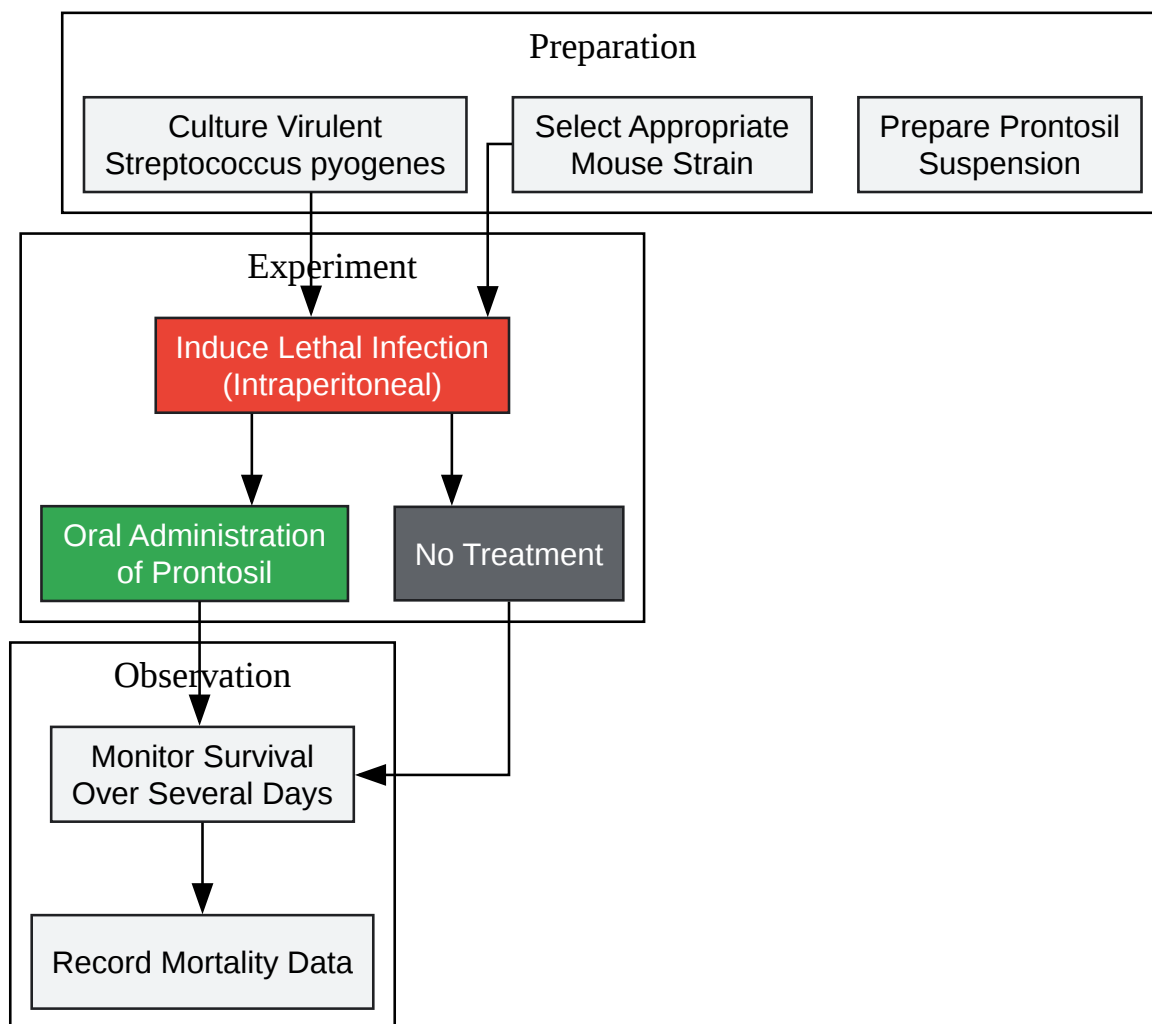 Preparation
Culture Virulent
Streptococcus pyogenes
Select Appropriate
Mouse Strain
Prepare Prontosil
Suspension
Experiment
Induce Lethal Infection
(Intraperitoneal)
Oral Administration
of Prontosil
No Treatment
Observation
Monitor Survival
Over Several Days
Record Mortality Data